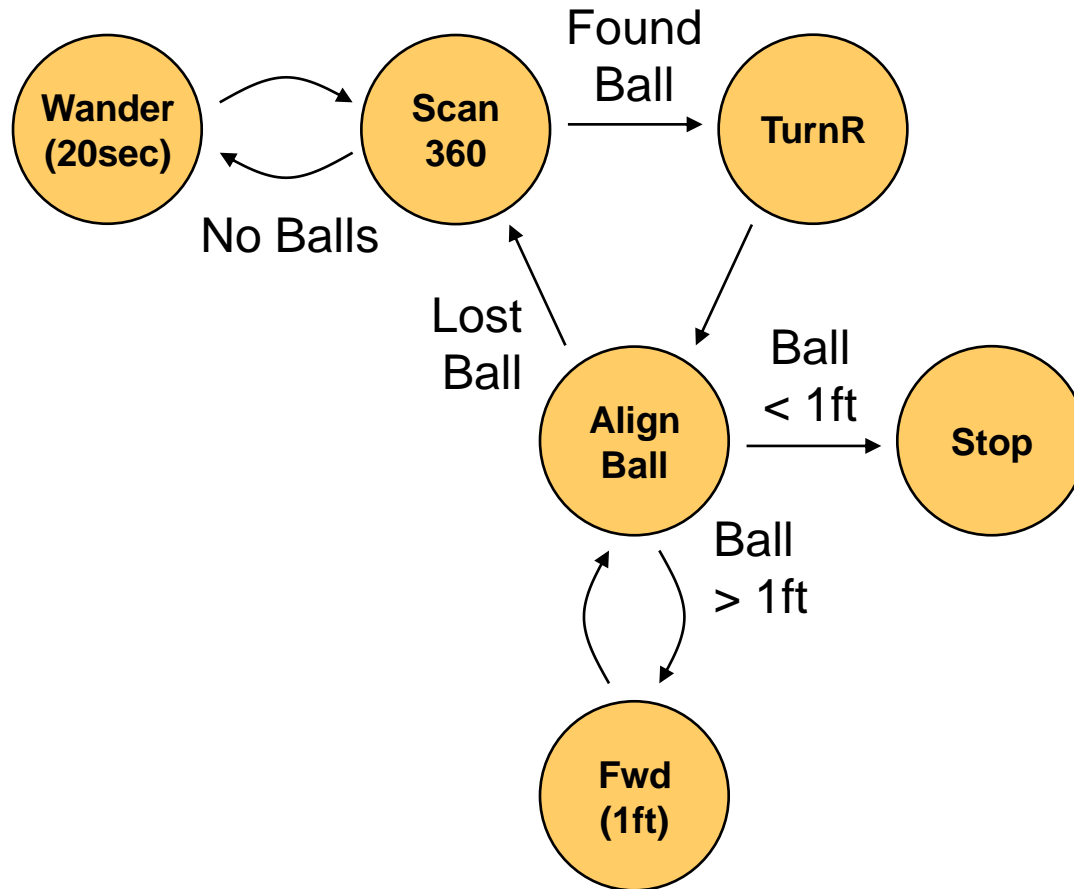 Found
Ball
Wander
(20sec)
Scan
360
TurnR
No Balls
Lost
Ball
Ball
< 1ft
Align
Ball
Stop
Ball
> 1ft
Fwd
(1ft)